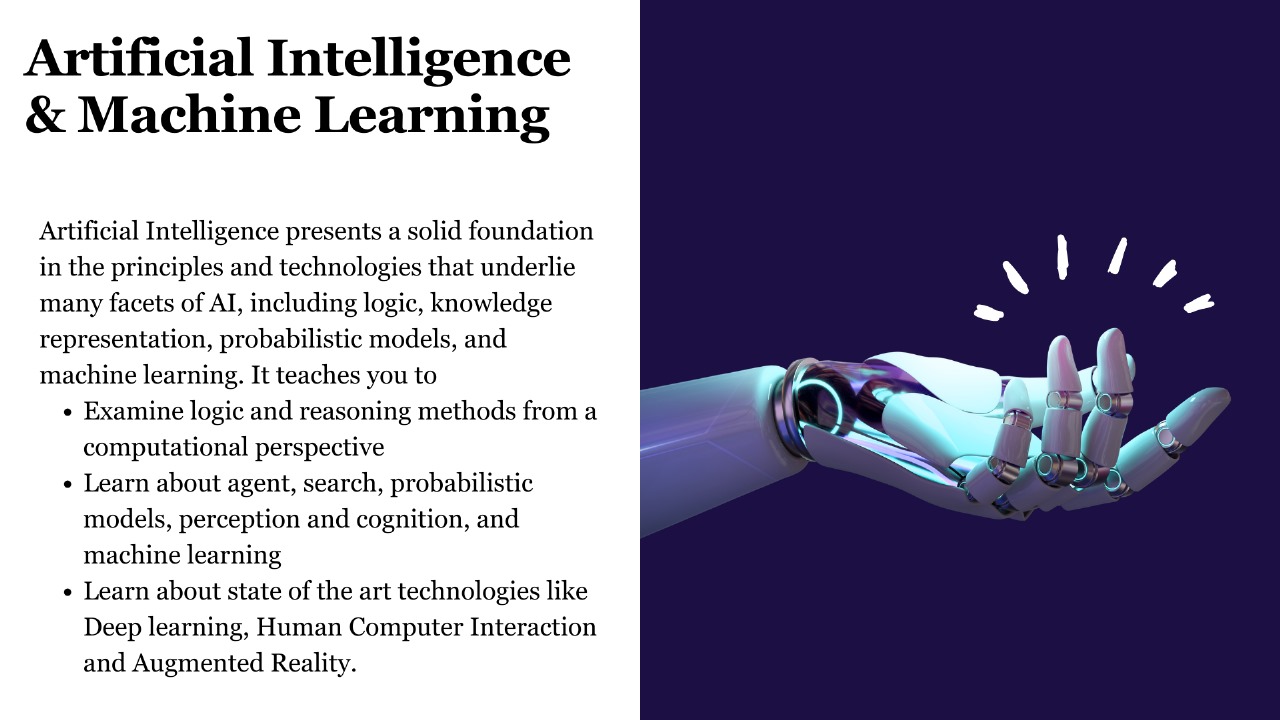 Artificial Intelligence
& Machine Learning
Artificial Intelligence presents a solid foundation
in the principles and technologies that underlie
many facets of AI, including logic, knowledge
representation, probabilistic models, and
machine learning. It teaches you to
• Examine logic and reasoning methods from a
computational perspective
• Learn about agent, search, probabilistic
models, perception and cognition, and
machine learning
• Learn about state of the art technologies like
Deep learning, Human Computer Interaction
and Augmented Reality.